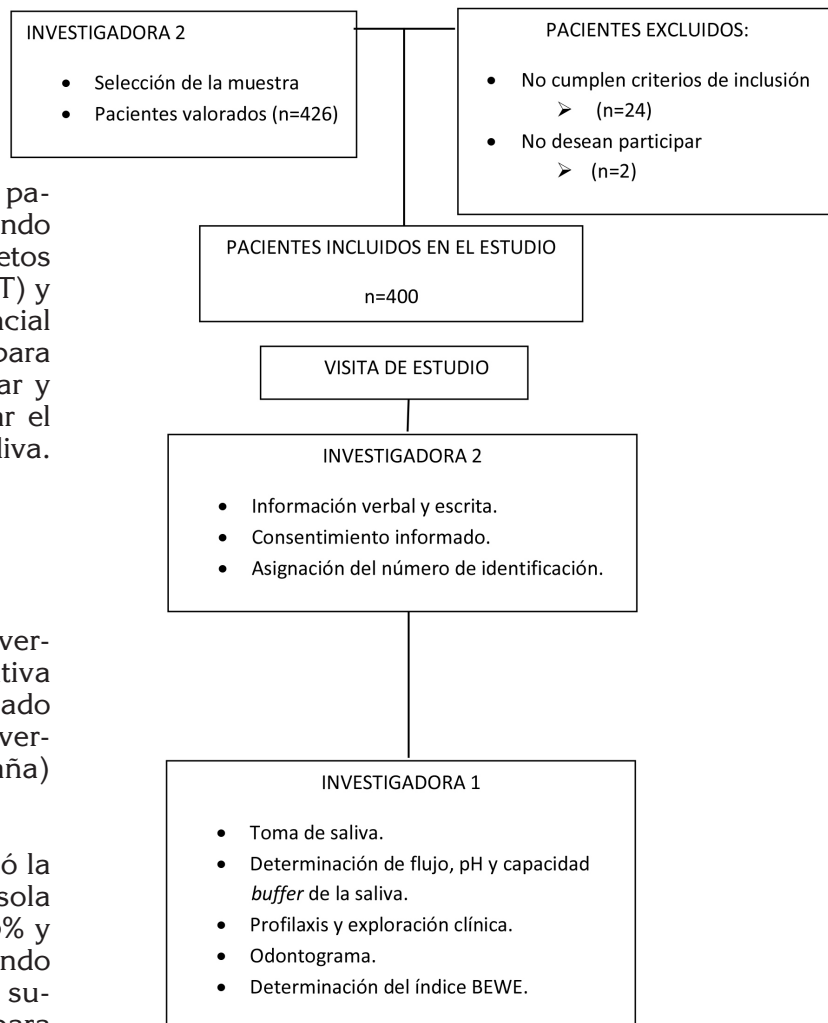 INVESTIGADORA 2
• Selección de la muestra
• Pacientes valorados (n=426)
PACIENTES EXCLUIDOS:
• No cumplen criterios de inclusión
➢ (n=24)
• No desean participar
➢ (n=2)
PACIENTES INCLUIDOS EN EL ESTUDIO
n=400
VISITA DE ESTUDIO
INVESTIGADORA 2
• Información verbal y escrita.
• Consentimiento informado.
• Asignación del número de identificación.
INVESTIGADORA 1
• Toma de saliva.
• Determinación de flujo, pH y capacidad
buffer de la saliva.
• Profilaxis y exploración clínica.
• Odontograma.
• Determinación del índice BEWE.
pa-
ndo
etos
T) y
ncial
para
ar y
ar el
liva.
ver-
tiva
ado
ver-
aña)
ó la
sola
% y
ndo
su-
para